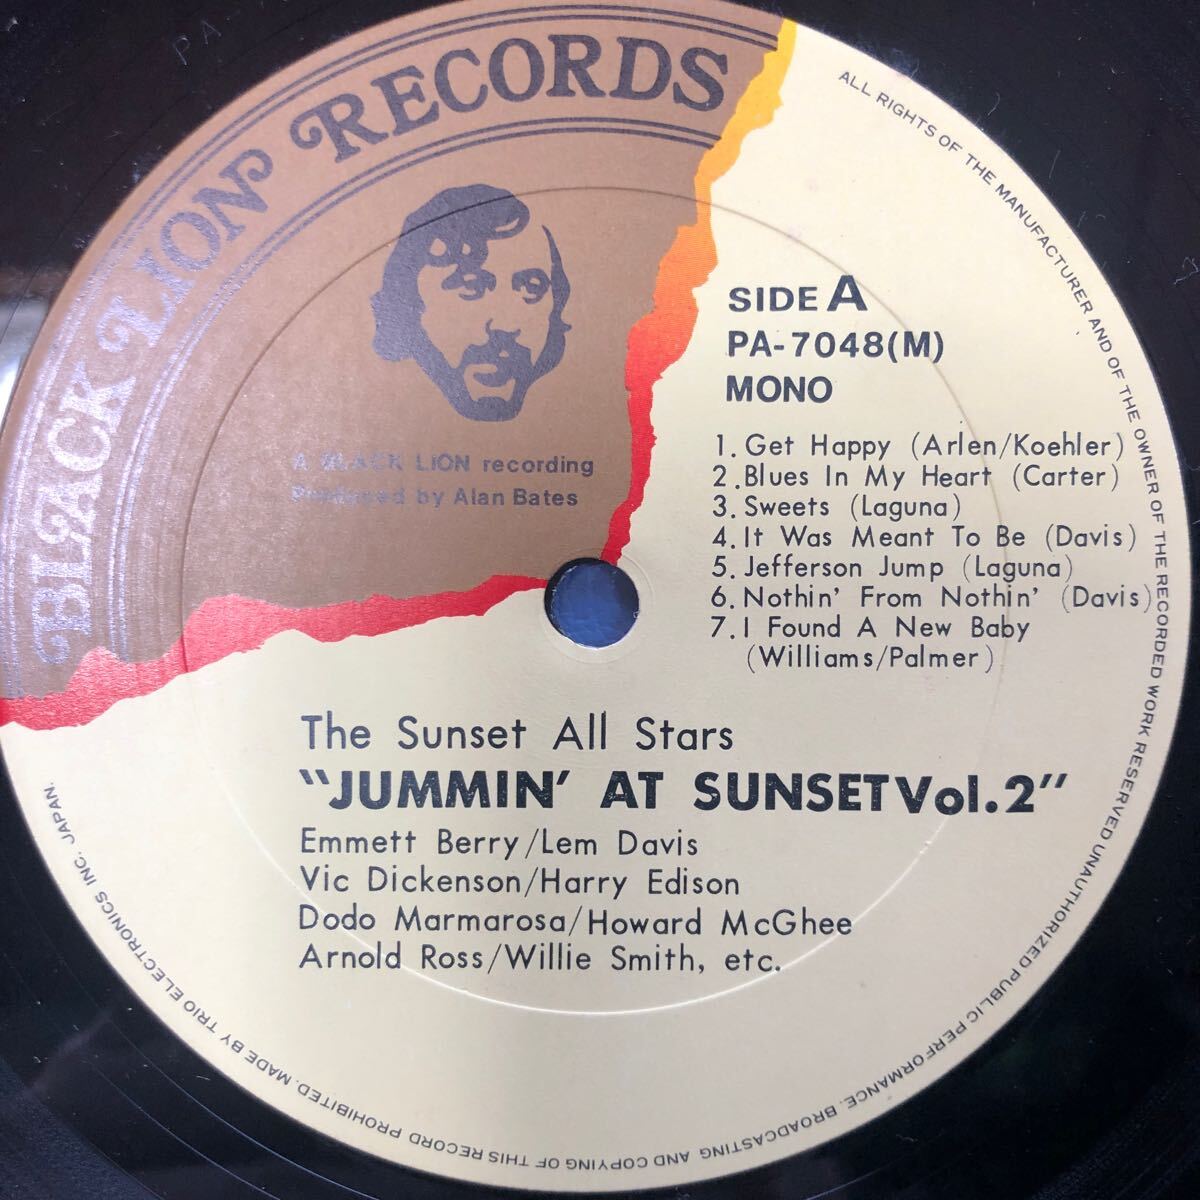 BLACK LION RECORDS
A BLACK LION recording
Produced by Alan Bates
SIDE A
PA-7048(M)
MONO
1. Get Happy (Arlen/Koehler)
2. Blues In My Heart (Carter)
3. Sweets (Laguna)
4. It Was Meant To Be (Davis)
5. Jefferson Jump (Laguna)
6. Nothin' From Nothin' (Davis)
7. I Found A New Baby
(Williams/Palmer)
The Sunset All Stars
"JUMMIN' AT SUNSET Vol.2"
Emmett Berry/Lem Davis
Vic Dickenson/Harry Edison
Dodo Marmarosa/Howard McGhee
Arnold Ross/Willie Smith, etc.
ALL RIGHTS OF THE MANUFACTURER AND OF THE OWNER OF THE RECORDED WORK RESERVED UNAUTHORIZED PUBLIC PERFORMANCE. BROADCASTING AND COPYING OF THIS RECORD PROHIBITED. MADE BY TRIO ELECTRONICS INC. JAPAN.
PA